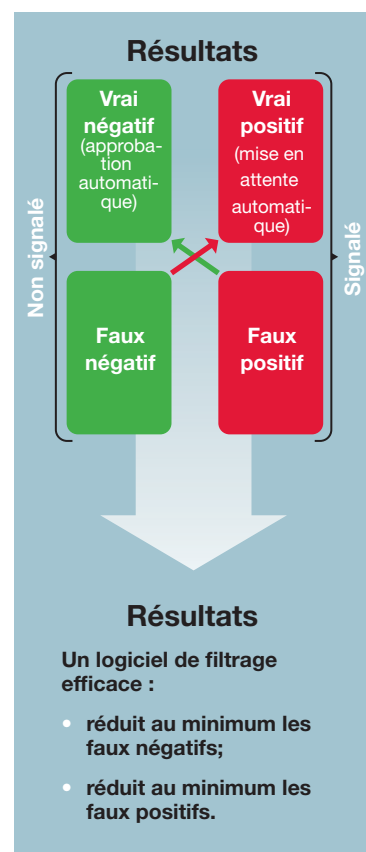 Résultats
Non signalé
Vrai
négatif
(approba-
tion
automati-
que)
Vrai
positif
(mise en
attente
automati-
que)
Signalé
Faux
négatif
Faux
positif
Résultats
Un logiciel de filtrage
efficace :
• réduit au minimum les
faux négatifs;
• réduit au minimum les
faux positifs.